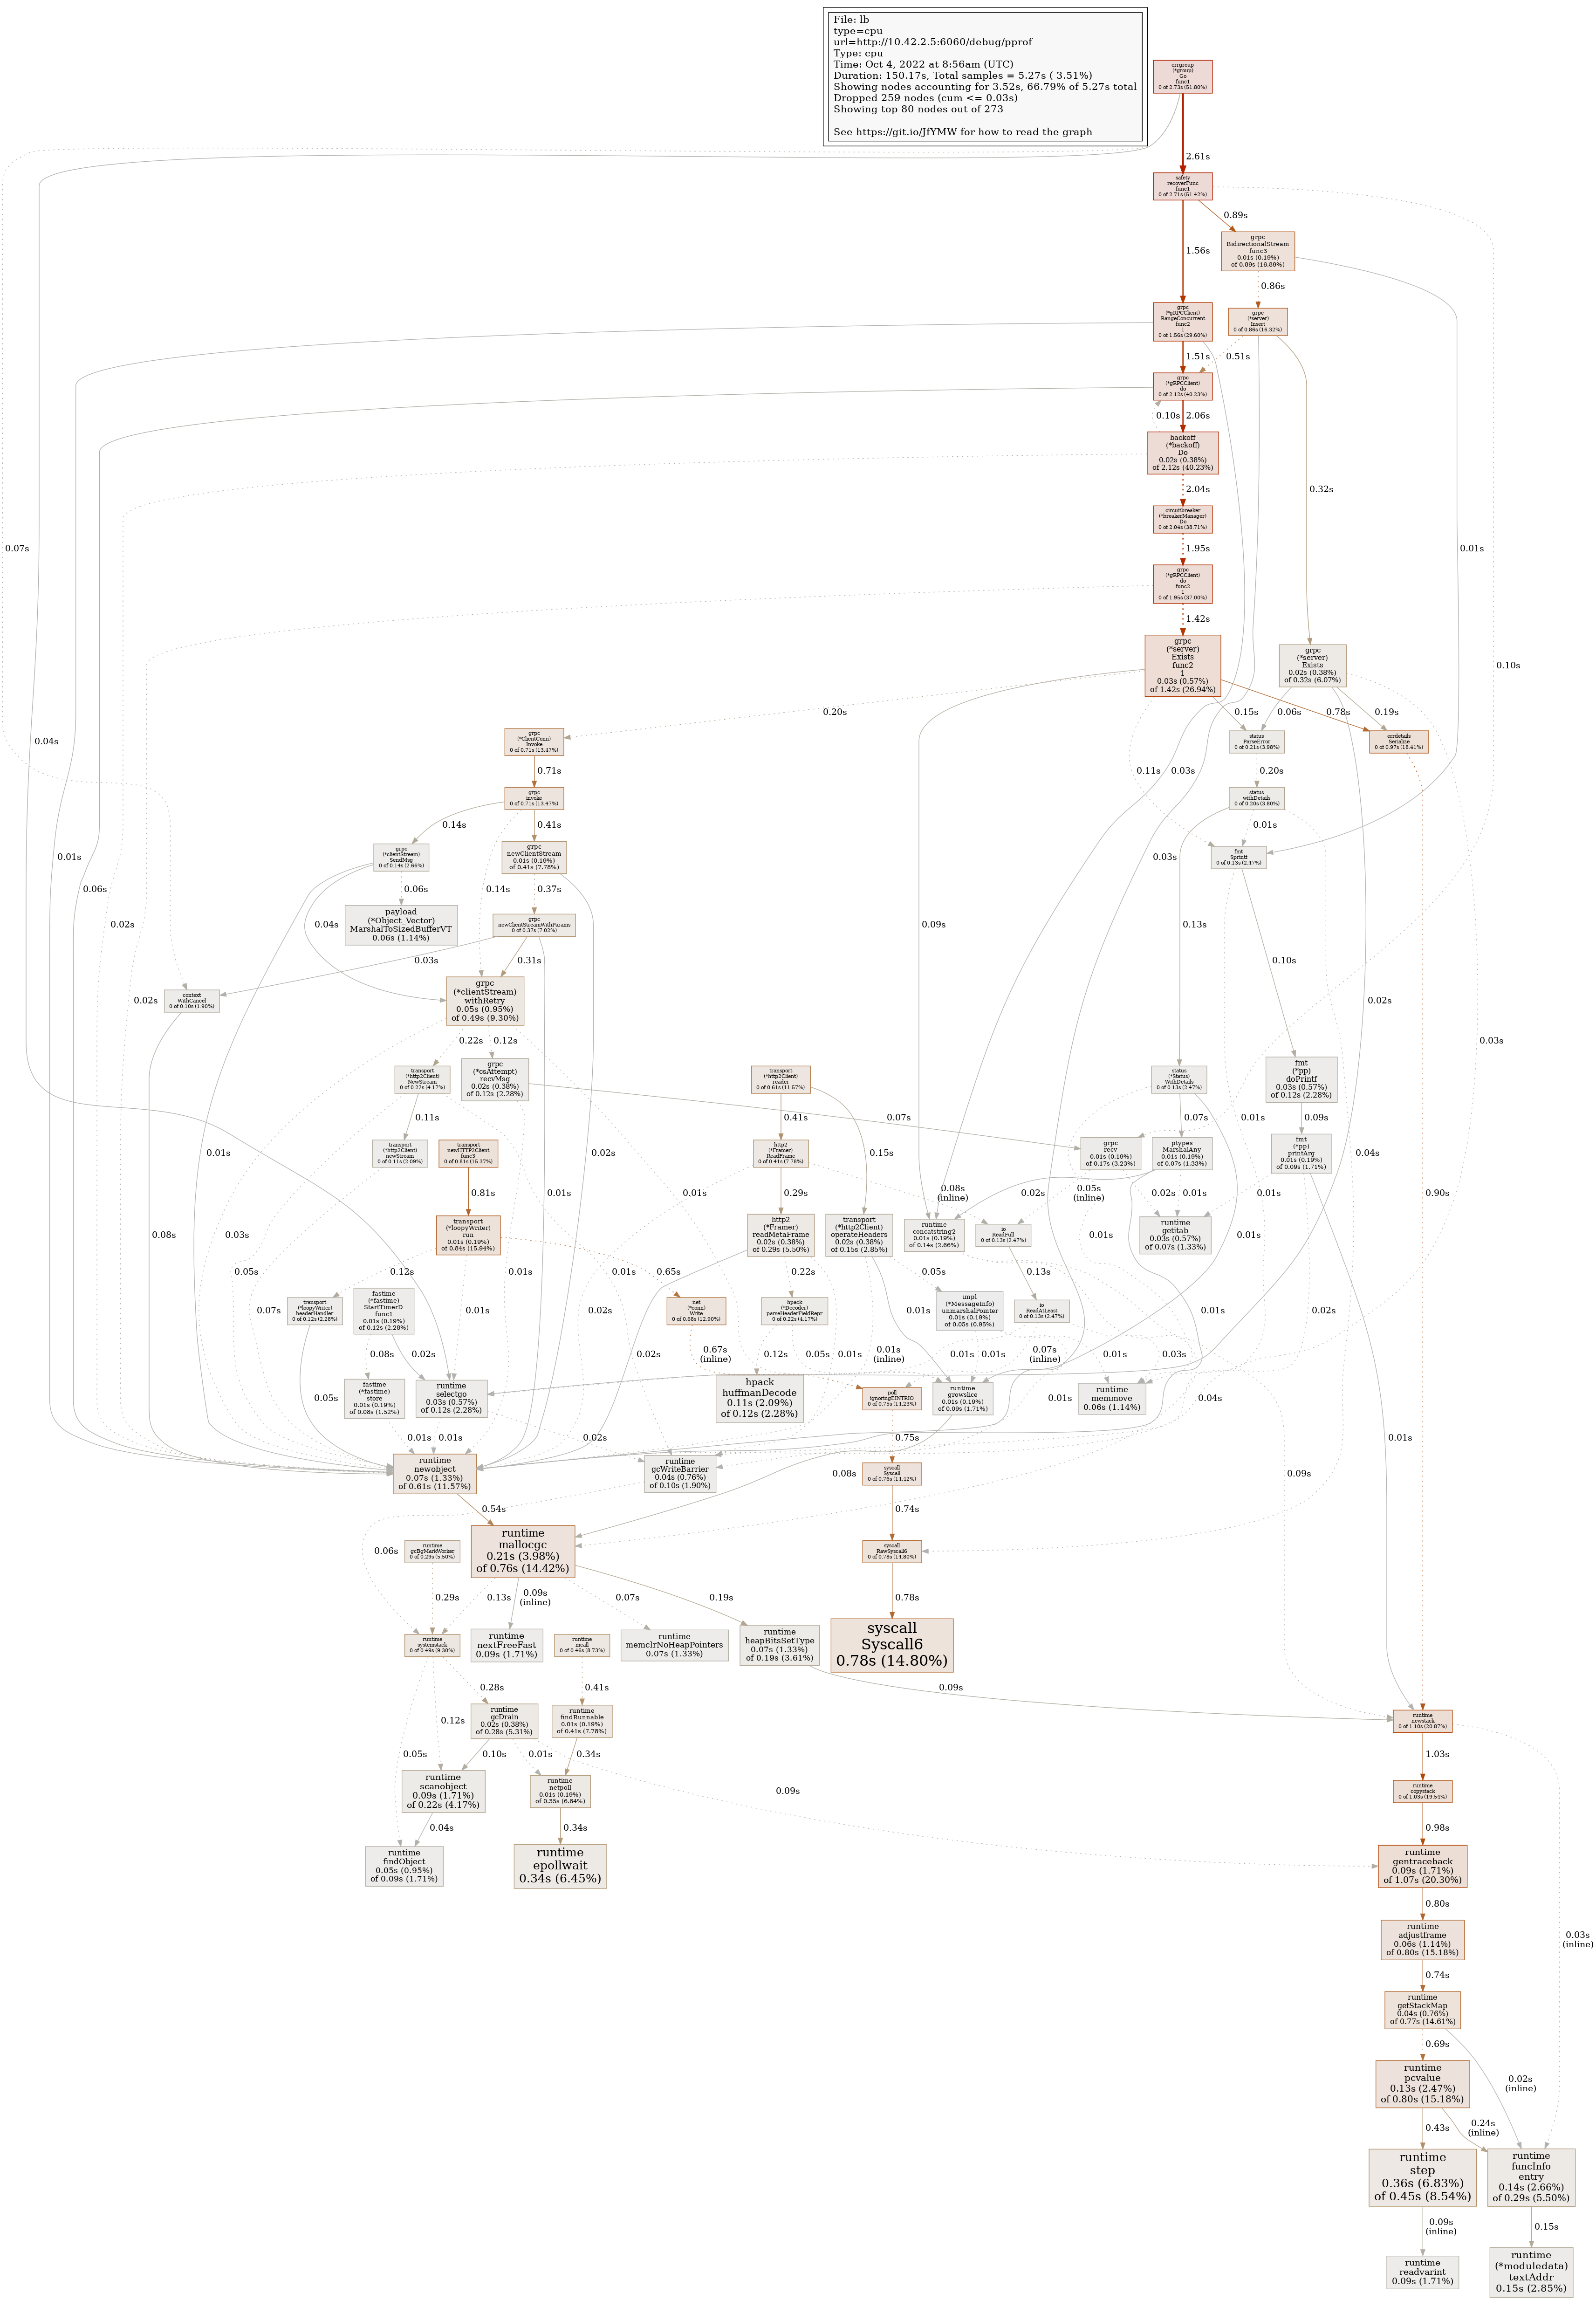 File: lb
type=cpu
url=http://10.42.2.5:6060/debug/pprof
Type: cpu
Time: Oct 4, 2022 at 8:56am (UTC)
Duration: 150.17s, Total samples = 5.27s ( 3.51%)
Showing nodes accounting for 3.52s, 66.79% of 5.27s total
Dropped 259 nodes (cum <= 0.03s)
Showing top 80 nodes out of 273
See https://git.io/JfYMW for how to read the graph
errgroup
(*group)
Go
func1
0 of 2.73s (51.80%)
2.61s
safety
recoverFunc
func1
0 of 2.71s (51.42%)
0.89s
1.56s
grpc
BidirectionalStream
func3
0.01s (0.19%)
of 0.89s (16.89%)
0.86s
grpc
(*gRPCClient)
RangeConcurrent
func2
1
0 of 1.56s (29.60%)
grpc
(*server)
Insert
0 of 0.86s (16.32%)
1.51s
0.51s
grpc
(*gRPCClient)
do
0 of 2.12s (40.23%)
0.10s
2.06s
backoff
(*backoff)
Do
0.02s (0.38%)
of 2.12s (40.23%)
0.32s
2.04s
circuitbreaker
(*breakerManager)
Do
0 of 2.04s (38.71%)
0.07s
1.95s
0.01s
grpc
(*gRPCClient)
do
func2
1
0 of 1.95s (37.00%)
1.42s
grpc
(*server)
Exists
func2
1
0.03s (0.57%)
of 1.42s (26.94%)
grpc
(*server)
Exists
0.02s (0.38%)
of 0.32s (6.07%)
0.10s
0.20s
0.15s
0.06s
0.78s
0.19s
0.04s
grpc
(*ClientConn)
Invoke
0 of 0.71s (13.47%)
status
ParseError
0 of 0.21s (3.98%)
errdetails
Serialize
0 of 0.97s (18.41%)
0.71s
0.11s
0.03s
0.20s
grpc
invoke
0 of 0.71s (13.47%)
status
withDetails
0 of 0.20s (3.80%)
0.14s
0.41s
0.01s
grpc
(*clientStream)
SendMsg
0 of 0.14s (2.66%)
grpc
newClientStream
0.01s (0.19%)
of 0.41s (7.78%)
fmt
Sprintf
0 of 0.13s (2.47%)
0.01s
0.06s
0.02s
0.06s
0.14s
0.37s
0.03s
payload
(*Object_Vector)
MarshalToSizedBufferVT
0.06s (1.14%)
grpc
newClientStreamWithParams
0 of 0.37s (7.02%)
0.04s
0.09s
0.13s
0.03s
0.31s
0.10s
context
WithCancel
0 of 0.10s (1.90%)
0.02s
grpc
(*clientStream)
withRetry
0.05s (0.95%)
of 0.49s (9.30%)
0.02s
0.22s
0.12s
0.03s
transport
(*http2Client)
NewStream
0 of 0.22s (4.17%)
grpc
(*csAttempt)
recvMsg
0.02s (0.38%)
of 0.12s (2.28%)
transport
(*http2Client)
reader
0 of 0.61s (11.57%)
status
(*Status)
WithDetails
0 of 0.13s (2.47%)
fmt
(*pp)
doPrintf
0.03s (0.57%)
of 0.12s (2.28%)
0.11s
0.07s
0.41s
0.07s
0.01s
0.09s
transport
(*http2Client)
newStream
0 of 0.11s (2.09%)
transport
newHTTP2Client
func3
0 of 0.81s (15.37%)
http2
(*Framer)
ReadFrame
0 of 0.41s (7.78%)
0.15s
grpc
recv
0.01s (0.19%)
of 0.17s (3.23%)
ptypes
MarshalAny
0.01s (0.19%)
of 0.07s (1.33%)
fmt
(*pp)
printArg
0.01s (0.19%)
of 0.09s (1.71%)
0.04s
0.01s
0.02s
0.81s
0.01s
0.01s
0.29s
0.08s
(inline)
0.02s
0.05s
(inline)
0.02s
0.01s
0.01s
0.90s
transport
(*loopyWriter)
run
0.01s (0.19%)
of 0.84s (15.94%)
http2
(*Framer)
readMetaFrame
0.02s (0.38%)
of 0.29s (5.50%)
transport
(*http2Client)
operateHeaders
0.02s (0.38%)
of 0.15s (2.85%)
runtime
concatstring2
0.01s (0.19%)
of 0.14s (2.66%)
io
ReadFull
0 of 0.13s (2.47%)
runtime
getitab
0.03s (0.57%)
of 0.07s (1.33%)
0.08s
0.03s
0.05s
0.12s
0.01s
0.65s
0.01s
0.22s
0.05s
0.13s
0.01s
0.01s
transport
(*loopyWriter)
headerHandler
0 of 0.12s (2.28%)
fastime
(*fastime)
StartTimerD
func1
0.01s (0.19%)
of 0.12s (2.28%)
net
(*conn)
Write
0 of 0.68s (12.90%)
hpack
(*Decoder)
parseHeaderFieldRepr
0 of 0.22s (4.17%)
impl
(*MessageInfo)
unmarshalPointer
0.01s (0.19%)
of 0.05s (0.95%)
io
ReadAtLeast
0 of 0.13s (2.47%)
0.07s
0.01s
0.02s
0.01s
0.01s
0.02s
0.05s
0.08s
0.02s
0.02s
0.67s
(inline)
0.12s
0.05s
0.01s
0.01s
(inline)
0.01s
0.01s
0.07s
(inline)
0.01s
0.03s
fastime
(*fastime)
store
0.01s (0.19%)
of 0.08s (1.52%)
runtime
selectgo
0.03s (0.57%)
of 0.12s (2.28%)
hpack
huffmanDecode
0.11s (2.09%)
of 0.12s (2.28%)
poll
ignoringEINTRIO
0 of 0.75s (14.23%)
runtime
growslice
0.01s (0.19%)
of 0.09s (1.71%)
runtime
memmove
0.06s (1.14%)
0.01s
0.04s
0.01s
0.01s
0.02s
0.75s
0.01s
runtime
newobject
0.07s (1.33%)
of 0.61s (11.57%)
runtime
gcWriteBarrier
0.04s (0.76%)
of 0.10s (1.90%)
syscall
Syscall
0 of 0.76s (14.42%)
0.08s
0.09s
0.54s
0.74s
0.06s
runtime
gcBgMarkWorker
0 of 0.29s (5.50%)
runtime
mallocgc
0.21s (3.98%)
of 0.76s (14.42%)
syscall
RawSyscall6
0 of 0.78s (14.80%)
0.29s
0.13s
0.09s
(inline)
0.07s
0.19s
0.78s
runtime
systemstack
0 of 0.49s (9.30%)
runtime
nextFreeFast
0.09s (1.71%)
runtime
mcall
0 of 0.46s (8.73%)
runtime
memclrNoHeapPointers
0.07s (1.33%)
runtime
heapBitsSetType
0.07s (1.33%)
of 0.19s (3.61%)
syscall
Syscall6
0.78s (14.80%)
0.28s
0.41s
0.09s
0.12s
runtime
gcDrain
0.02s (0.38%)
of 0.28s (5.31%)
runtime
findRunnable
0.01s (0.19%)
of 0.41s (7.78%)
runtime
newstack
0 of 1.10s (20.87%)
0.05s
0.10s
0.01s
0.34s
1.03s
runtime
scanobject
0.09s (1.71%)
of 0.22s (4.17%)
runtime
netpoll
0.01s (0.19%)
of 0.35s (6.64%)
0.09s
runtime
copystack
0 of 1.03s (19.54%)
0.04s
0.34s
0.98s
runtime
findObject
0.05s (0.95%)
of 0.09s (1.71%)
runtime
epollwait
0.34s (6.45%)
runtime
gentraceback
0.09s (1.71%)
of 1.07s (20.30%)
0.80s
runtime
adjustframe
0.06s (1.14%)
of 0.80s (15.18%)
0.03s
(inline)
0.74s
runtime
getStackMap
0.04s (0.76%)
of 0.77s (14.61%)
0.69s
runtime
pcvalue
0.13s (2.47%)
of 0.80s (15.18%)
0.02s
(inline)
0.43s
0.24s
(inline)
runtime
step
0.36s (6.83%)
of 0.45s (8.54%)
runtime
funcInfo
entry
0.14s (2.66%)
of 0.29s (5.50%)
0.09s
(inline)
0.15s
runtime
readvarint
0.09s (1.71%)
runtime
(*moduledata)
textAddr
0.15s (2.85%)